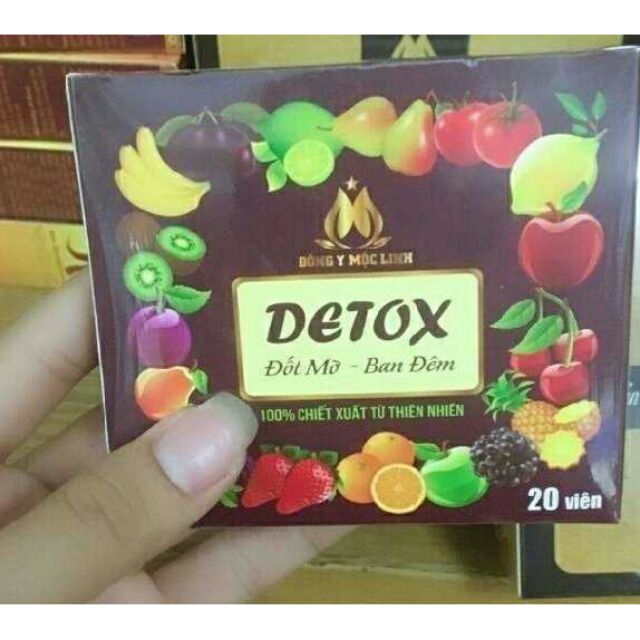 ĐÔNG Y MỘC LINH
DETOX
Đốt Mỡ - Ban Đêm
100% CHIẾT XUẤT TỪ THIÊN NHIÊN
20 viên